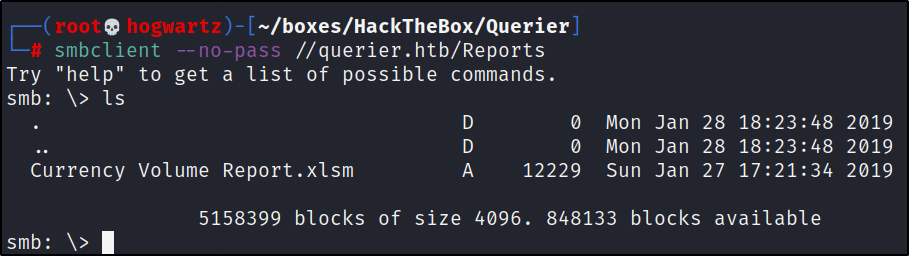 ┌──(root💀hogwartz)-[~/boxes/HackTheBox/Querier]
└─# smbclient --no-pass //querier.htb/Reports
Try "help" to get a list of possible commands.
smb: \> ls
  .                                   D        0  Mon Jan 28 18:23:48 2019
  ..                                  D        0  Mon Jan 28 18:23:48 2019
  Currency Volume Report.xlsm         A    12229  Sun Jan 27 17:21:34 2019
                5158399 blocks of size 4096. 848133 blocks available
smb: \>